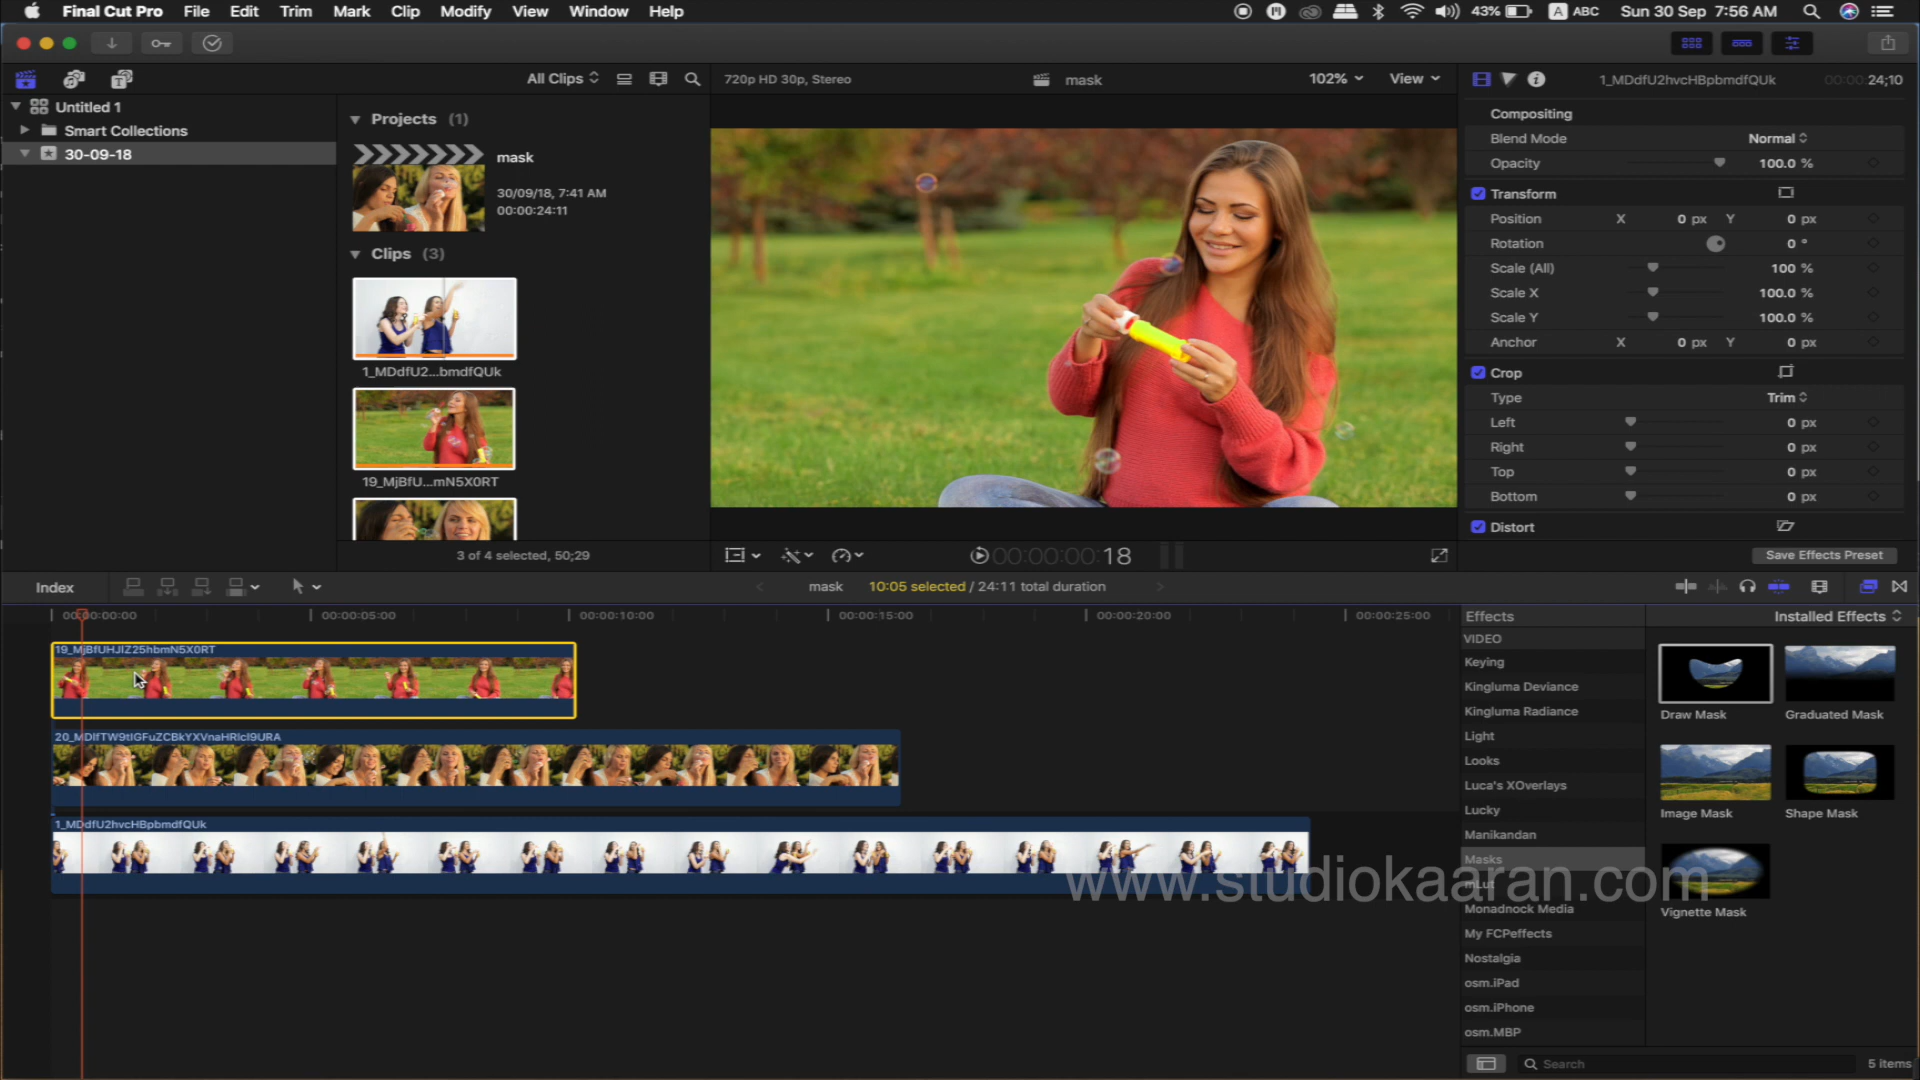 Final Cut Pro File Edit Trim Mark Clip Modify View Window Help
43% A ABC Sun 30 Sep 7:56 AM
All Clips
720p HD 30p, Stereo
mask
102%
View
1_MDdfU2hvcHBpbmdfQUk
00:00:24;10
Untitled 1
Smart Collections
30-09-18
Projects (1)
mask
30/09/18, 7:41 AM
00:00:24:11
Clips (3)
1_MDdfU2...bmdfQUk
19_MjBfU...mN5X0RT
3 of 4 selected, 50;29
00:00:00:18
Compositing
Blend Mode Normal
Opacity 100.0 %
Transform
Position X 0 px Y 0 px
Rotation 0 °
Scale (All) 100 %
Scale X 100.0 %
Scale Y 100.0 %
Anchor X 0 px Y 0 px
Crop
Type Trim
Left 0 px
Right 0 px
Top 0 px
Bottom 0 px
Distort
Save Effects Preset
Index
mask
10:05 selected / 24:11 total duration
00:00:00:00 00:00:05:00 00:00:10:00 00:00:15:00 00:00:20:00 00:00:25:00
19_MjBfUHJlZ25hbmN5X0RT
1_MDdfU2hvcHBpbmdfQUk
Effects
Installed Effects
VIDEO
Keying
Kingluma Deviance
Kingluma Radiance
Light
Looks
Luca's XOverlays
Lucky
Manikandan
Masks
mLut
Monadnock Media
My FCPeffects
Nostalgia
osm.iPad
osm.iPhone
osm.MBP
Draw Mask
Graduated Mask
Image Mask
Shape Mask
Vignette Mask
Search
5 items
www.studiokaaran.com